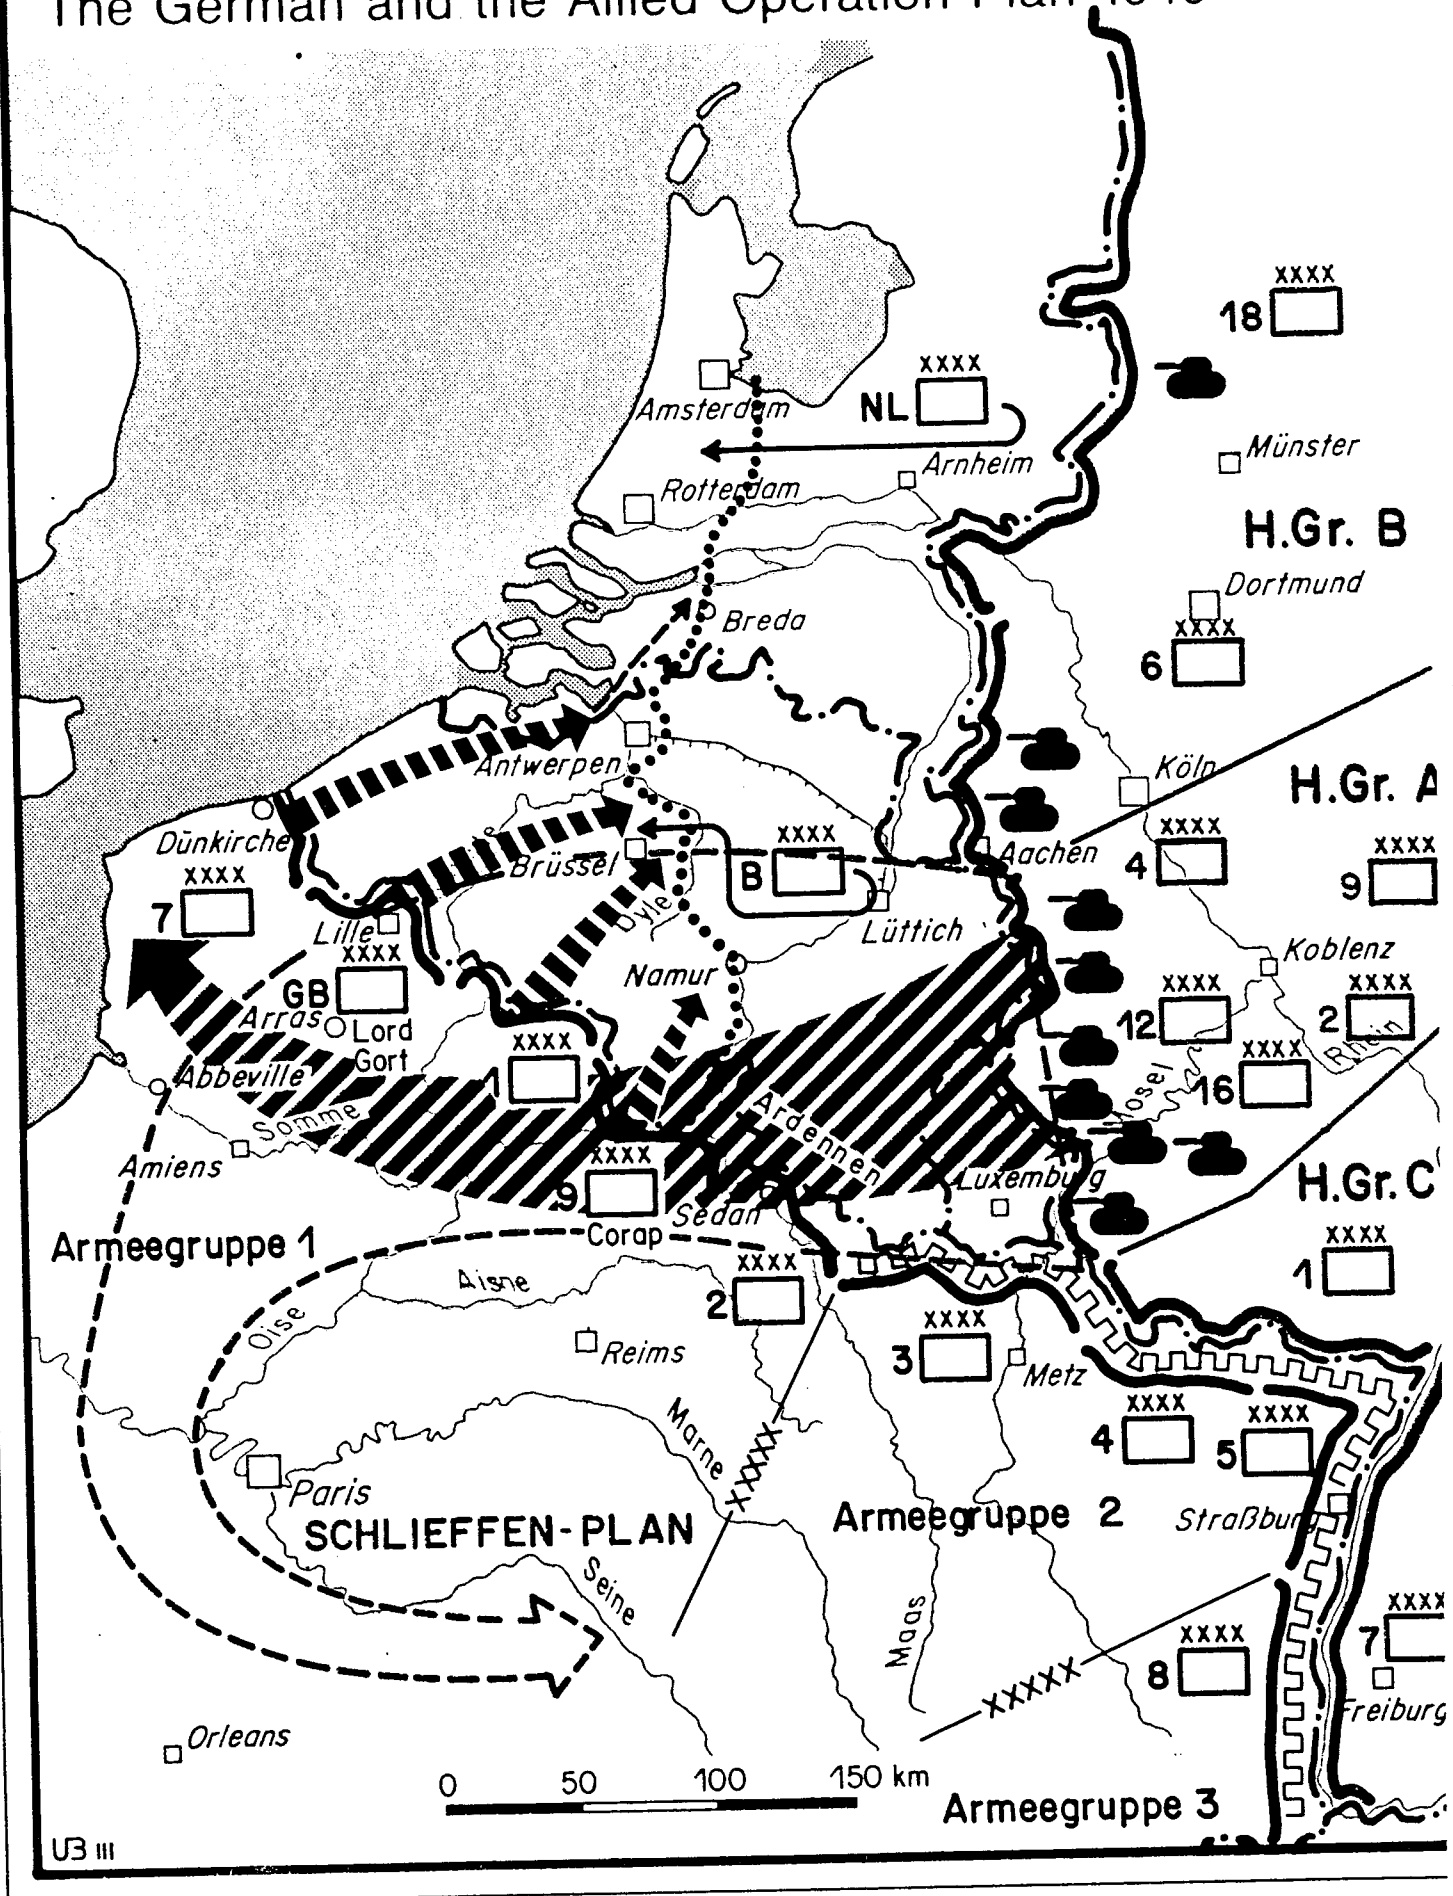 The German and the Allied Operation Plan 1940
XXXX
18
XXXX
NL
Amsterdam
Arnheim
Münster
Rotterdam
H.Gr. B
Dortmund
XXXX
6
Breda
Antwerpen
Köln
H.Gr. A
Dünkirche
XXXX
7
Brüssel
XXXX
B
Aachen
XXXX
4
XXXX
9
Lille
Dyle
Lüttich
XXXX
GB
Lord
Gort
Arras
Namur
Koblenz
XXXX
12
XXXX
2
Rhein
XXXX
1
XXXX
16
Mosel
Abbeville
Somme
Ardennen
Amiens
XXXX
9
Corap
Sedan
Luxemburg
H.Gr. C
Armeegruppe 1
XXXX
1
Aisne
XXXX
2
Oise
Reims
XXXX
3
Metz
Marne
XXXXX
XXXX
4
XXXX
5
Paris
SCHLIEFFEN-PLAN
Armeegruppe 2
Straßburg
Seine
Maas
XXXXX
XXXX
8
XXXX
7
Freiburg
Orleans
0 50 100 150 km
Armeegruppe 3
UB III